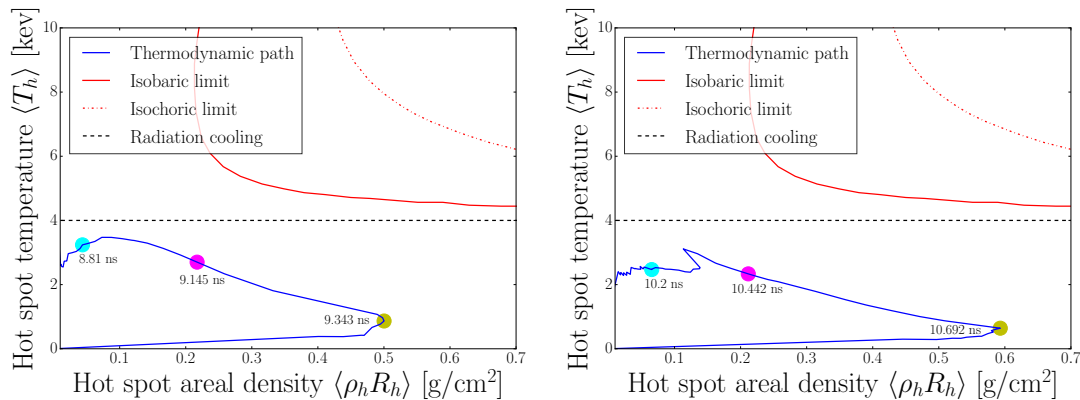 Hot spot temperature ⟨T_h⟩ [kev]
10
8
6
4
2
0
Thermodynamic path
Isobaric limit
Isochoric limit
Radiation cooling
8.81 ns
9.145 ns
9.343 ns
0.1 0.2 0.3 0.4 0.5 0.6 0.7
Hot spot areal density ⟨ρ_h R_h⟩ [g/cm²]
Hot spot temperature ⟨T_h⟩ [kev]
10
8
6
4
2
0
Thermodynamic path
Isobaric limit
Isochoric limit
Radiation cooling
10.2 ns
10.442 ns
10.692 ns
0.1 0.2 0.3 0.4 0.5 0.6 0.7
Hot spot areal density ⟨ρ_h R_h⟩ [g/cm²]